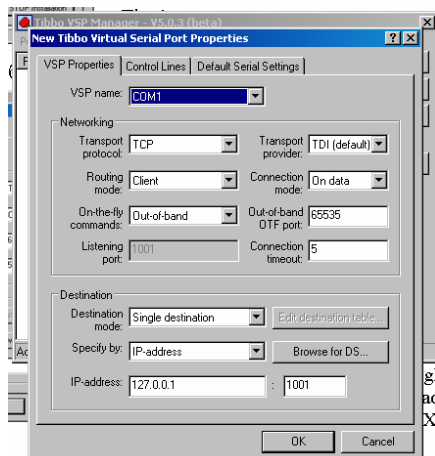 Tibbo VSP Manager - V5.0.3 (beta)
New Tibbo Virtual Serial Port Properties
VSP Properties Control Lines Default Serial Settings
VSP name: COM1
Networking
Transport protocol: TCP Transport provider: TDI (default)
Routing mode: Client Connection mode: On data
On-the-fly commands: Out-of-band Out-of-band OTF port: 65535
Listening port: 1001 Connection timeout: 5
Destination
Destination mode: Single destination Edit destination table...
Specify by: IP-address Browse for DS...
IP-address: 127.0.0.1 : 1001
OK Cancel